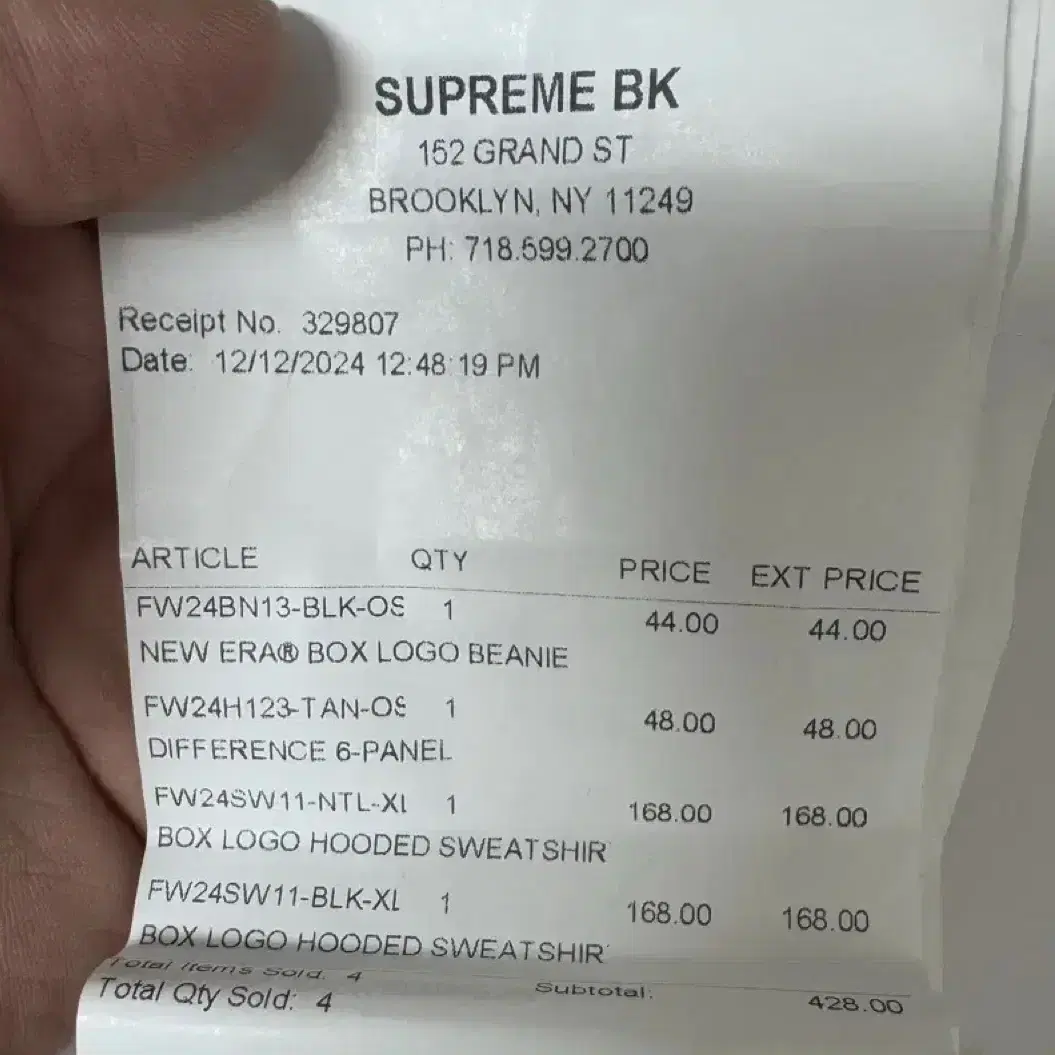 SUPREME BK
152 GRAND ST
BROOKLYN, NY 11249
PH: 718.599.2700
Receipt No. 329807
Date: 12/12/2024 12:48:19 PM
ARTICLE QTY PRICE EXT PRICE
FW24BN13-BLK-OS 1 44.00 44.00
NEW ERA® BOX LOGO BEANIE
FW24H123-TAN-OS 1 48.00 48.00
DIFFERENCE 6-PANEL
FW24SW11-NTL-XL 1 168.00 168.00
BOX LOGO HOODED SWEATSHIR
FW24SW11-BLK-XL 1 168.00 168.00
BOX LOGO HOODED SWEATSHIR
Total Items Sold: 4 Subtotal: 428.00
Total Qty Sold: 4